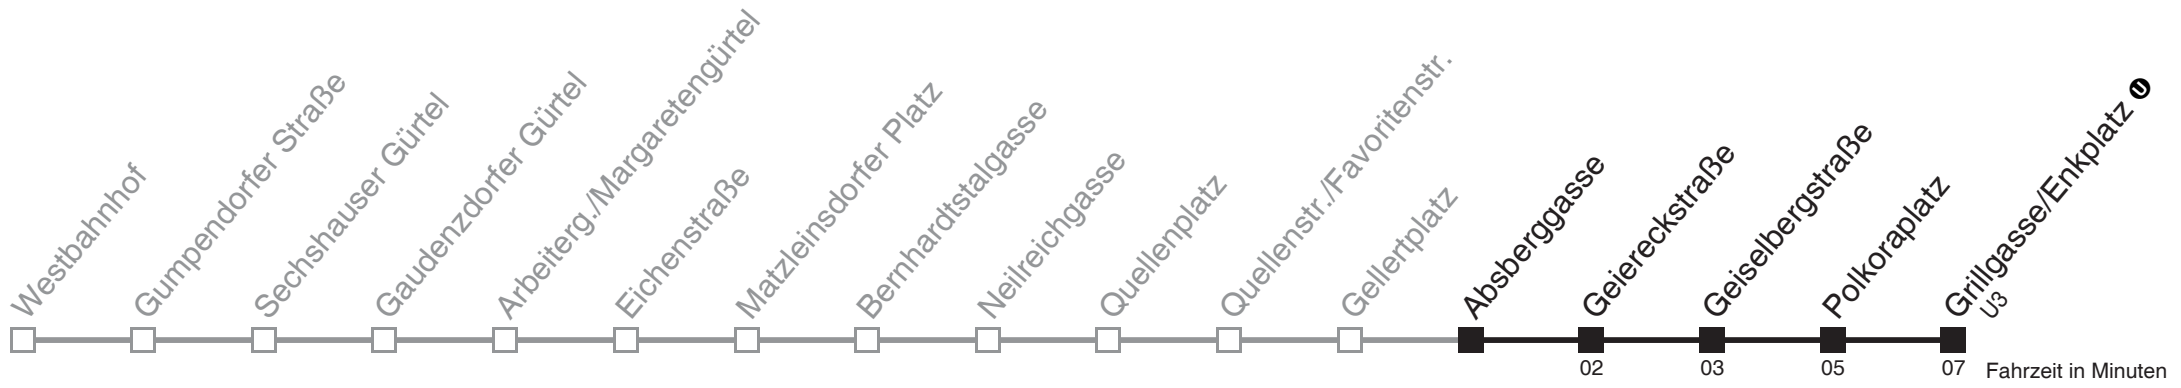 Westbahnhof
Gumpendorfer Straße
Sechshauser Gürtel
Gaudenzdorfer Gürtel
Arbeiterg./Margaretengürtel
Eichenstraße
Matzleinsdorfer Platz
Bernhardtstalgasse
Neilreichgasse
Quellenplatz
Quellenstr./Favoritenstr.
Gellertplatz
Absberggasse
Geiereckstraße
Geiselbergstraße
Polkoraplatz
Grillgasse/Enkplatz U
U3
02 03 05 07 Fahrzeit in Minuten